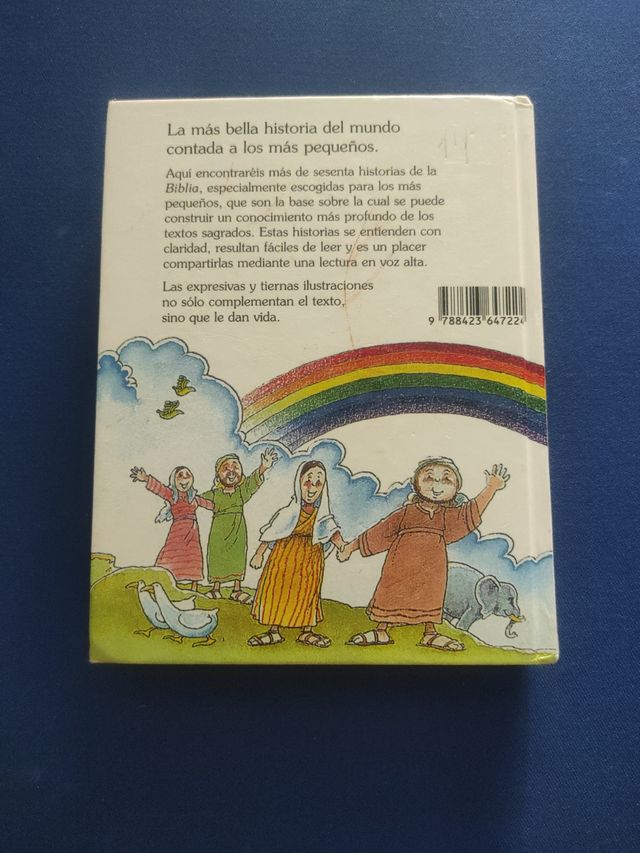 La más bella historia del mundo
contada a los más pequeños.
Aquí encontraréis más de sesenta historias de la
Biblia, especialmente escogidas para los más
pequeños, que son la base sobre la cual se puede
construir un conocimiento más profundo de los
textos sagrados. Estas historias se entienden con
claridad, resultan fáciles de leer y es un placer
compartirlas mediante una lectura en voz alta.
Las expresivas y tiernas ilustraciones
no sólo complementan el texto,
sino que le dan vida.
9 788423 647224